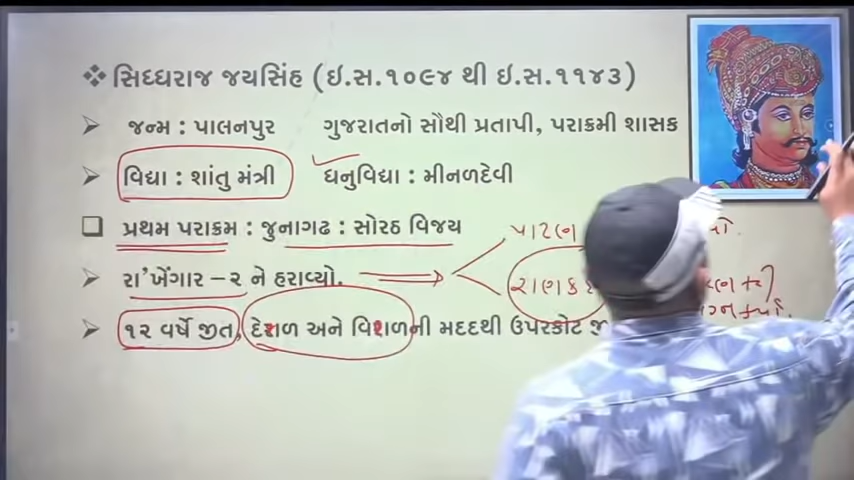 ❖ સિધ્ધરાજ જયસિંહ (ઇ.સ.૧૦૯૪ થી ઇ.સ.૧૧૪૩)
➢ જન્મ : પાલનપુર ગુજરાતનો સૌથી પ્રતાપી, પરાક્રમી શાસક
➢ વિદ્યા : શાંતુ મંત્રી ધનુવિદ્યા : મીનળદેવી
❑ પ્રથમ પરાક્રમ : જુનાગઢ : સોરઠ વિજય
પાટણ
➢ રા'ખેંગાર – ૨ ને હરાવ્યો.
રાણક
➢ ૧૨ વર્ષે જીત, દેશળ અને વિશળની મદદથી ઉપરકોટ